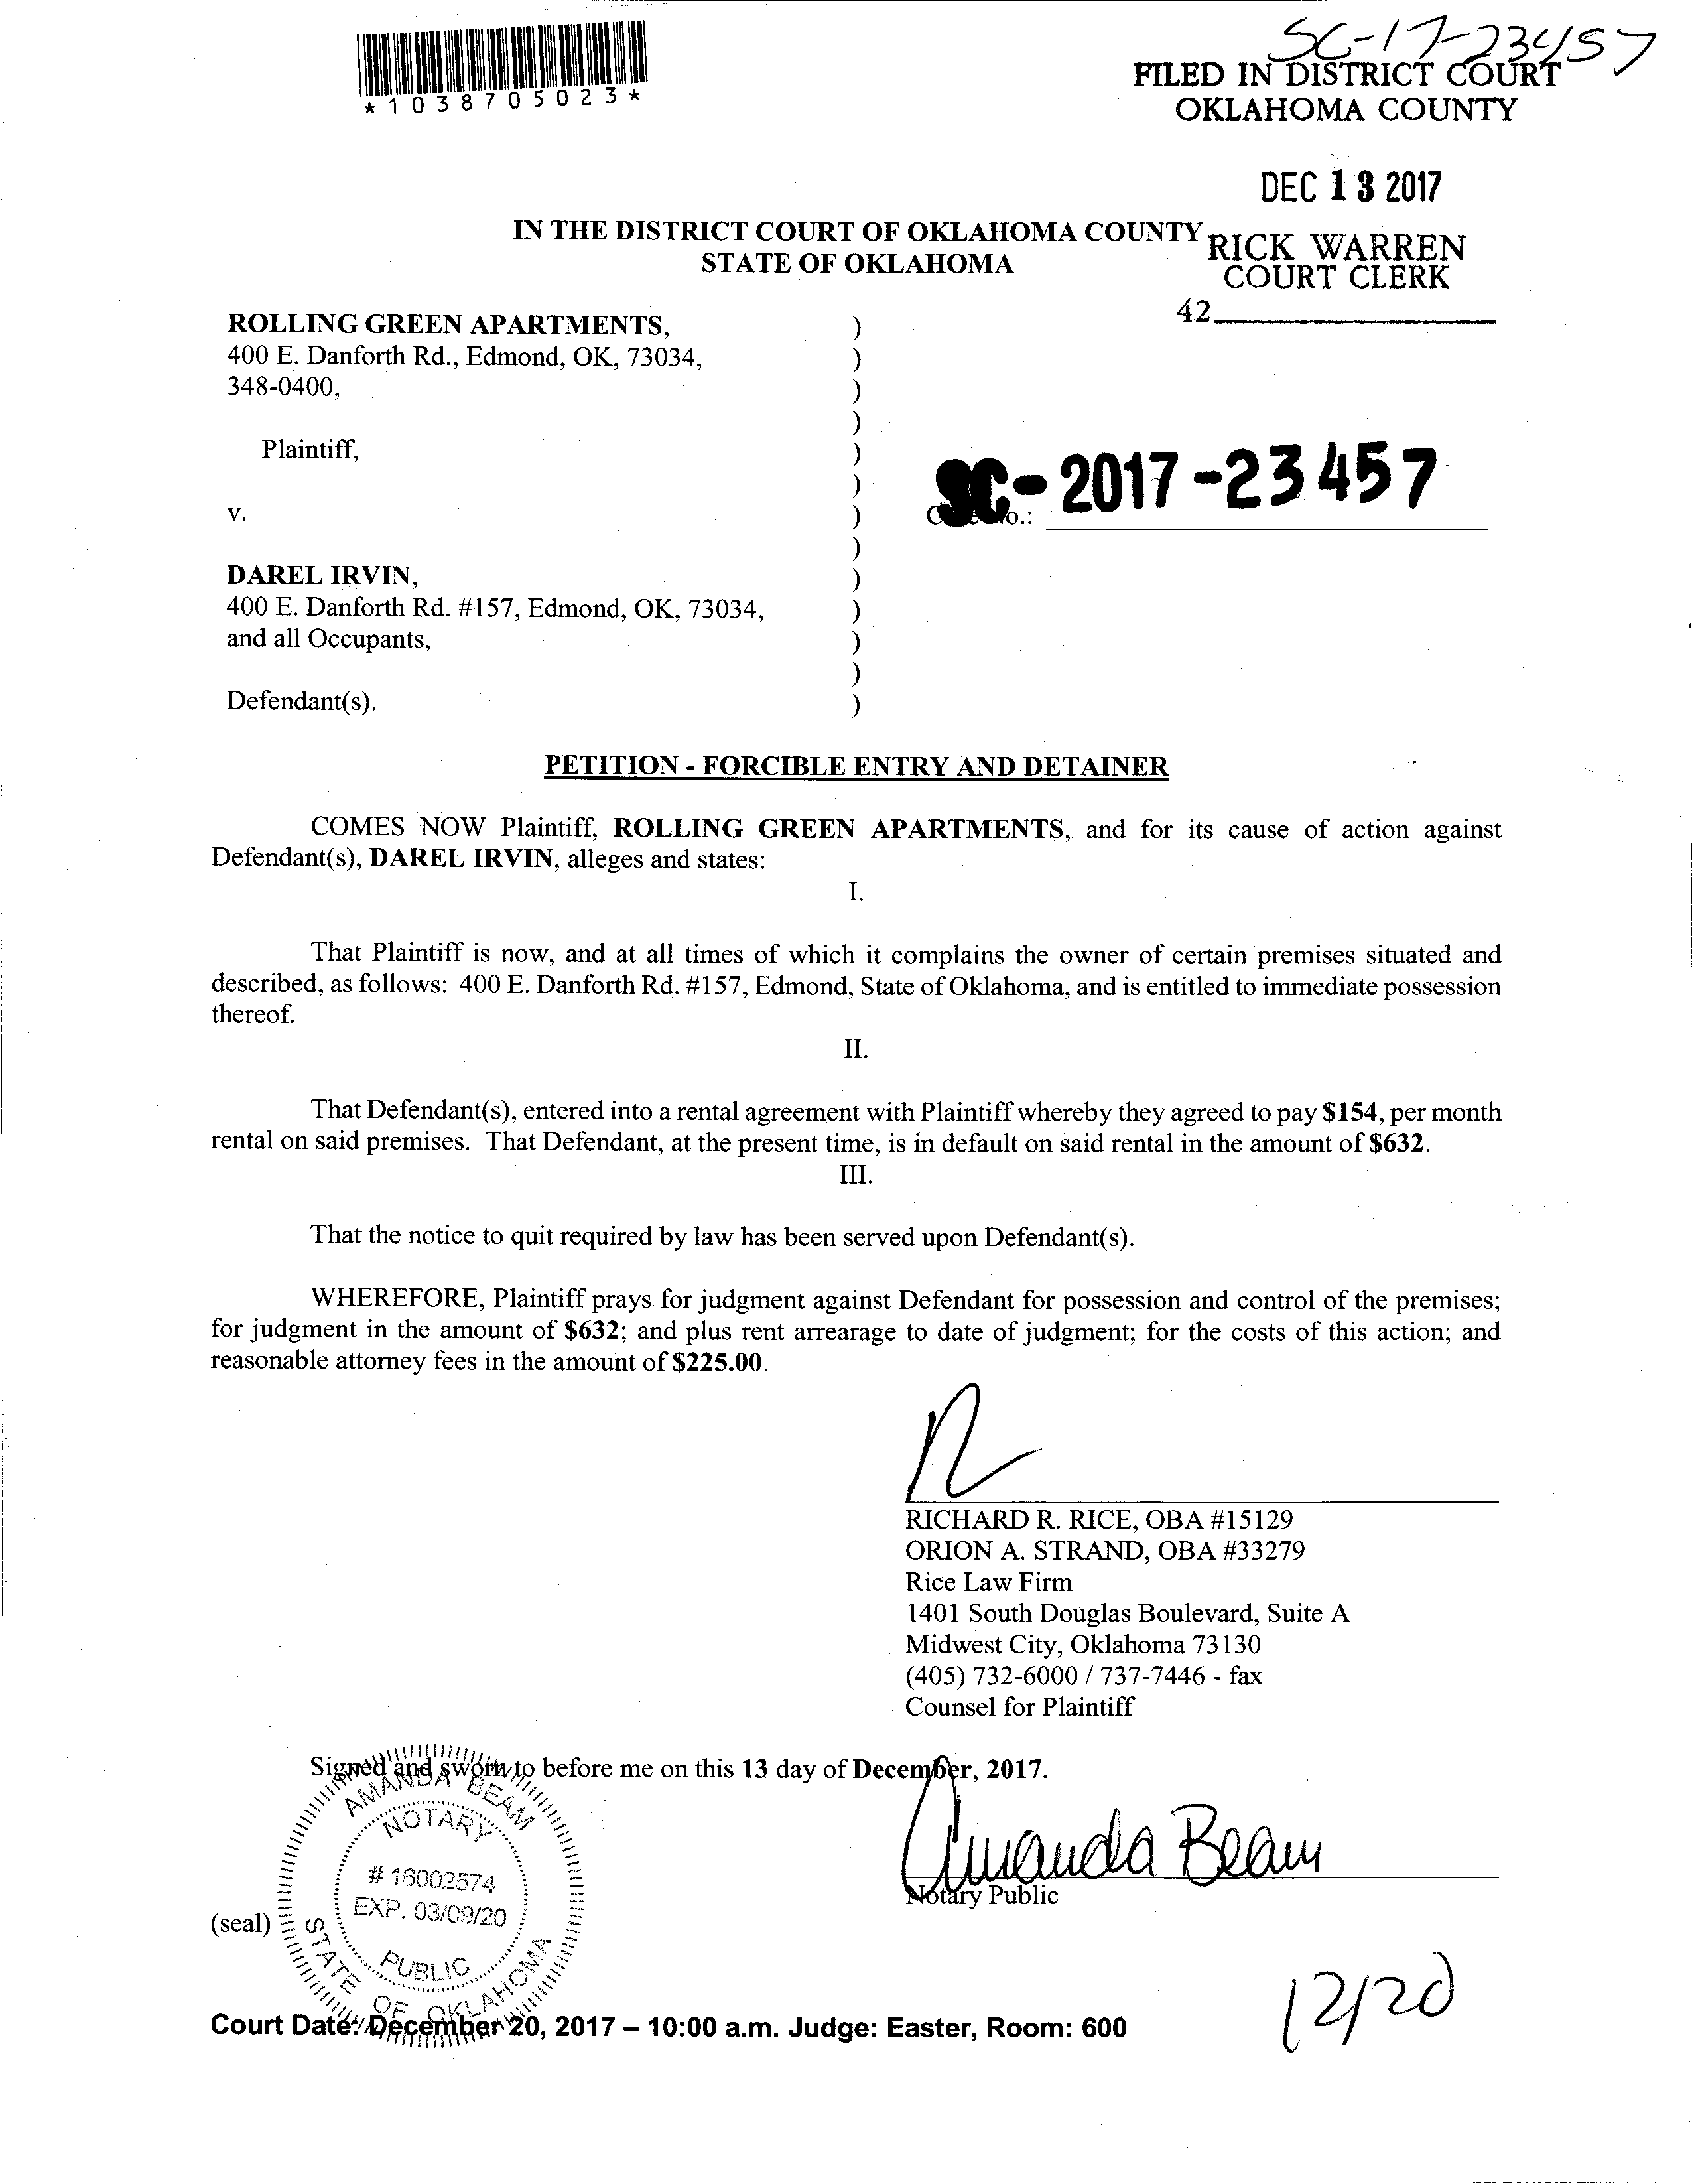 SC-17-23457
*1038705023*
FILED IN DISTRICT COURT
OKLAHOMA COUNTY
DEC 13 2017
IN THE DISTRICT COURT OF OKLAHOMA COUNTY
STATE OF OKLAHOMA
RICK WARREN
COURT CLERK
42
ROLLING GREEN APARTMENTS, )
400 E. Danforth Rd., Edmond, OK, 73034, )
348-0400, )
)
Plaintiff, )
)
v. )
SC-2017-23457
)
DAREL IRVIN, )
400 E. Danforth Rd. #157, Edmond, OK, 73034, )
and all Occupants, )
)
Defendant(s). )
PETITION - FORCIBLE ENTRY AND DETAINER
COMES NOW Plaintiff, ROLLING GREEN APARTMENTS, and for its cause of action against
Defendant(s), DAREL IRVIN, alleges and states:
I.
That Plaintiff is now, and at all times of which it complains the owner of certain premises situated and
described, as follows: 400 E. Danforth Rd. #157, Edmond, State of Oklahoma, and is entitled to immediate possession
thereof.
II.
That Defendant(s), entered into a rental agreement with Plaintiff whereby they agreed to pay $154, per month
rental on said premises. That Defendant, at the present time, is in default on said rental in the amount of $632.
III.
That the notice to quit required by law has been served upon Defendant(s).
WHEREFORE, Plaintiff prays for judgment against Defendant for possession and control of the premises;
for judgment in the amount of $632; and plus rent arrearage to date of judgment; for the costs of this action; and
reasonable attorney fees in the amount of $225.00.
RICHARD R. RICE, OBA #15129
ORION A. STRAND, OBA #33279
Rice Law Firm
1401 South Douglas Boulevard, Suite A
Midwest City, Oklahoma 73130
(405) 732-6000 / 737-7446 - fax
Counsel for Plaintiff
Signed and sworn to before me on this 13 day of December, 2017.
AMANDA BEAM
NOTARY
# 16002574
EXP. 03/09/20
PUBLIC
STATE OF OKLAHOMA
Amanda Beam
Notary Public
(seal)
12/20
Court Date: December 20, 2017 – 10:00 a.m. Judge: Easter, Room: 600